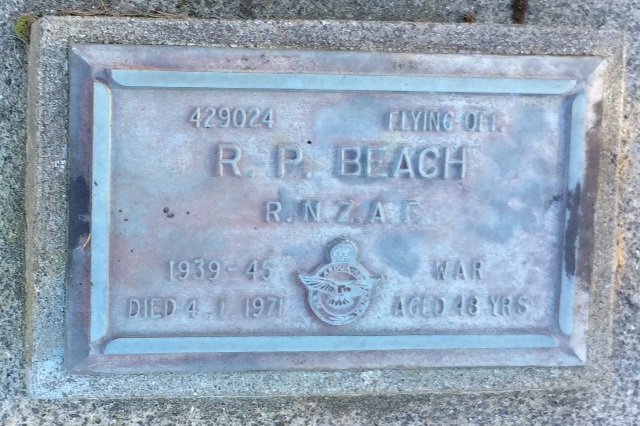 429024 FLYING OFF.
R. P. BEACH
R.N.Z.A.F.
1939-45 WAR
DIED 4.1.1971 AGED 48 YRS